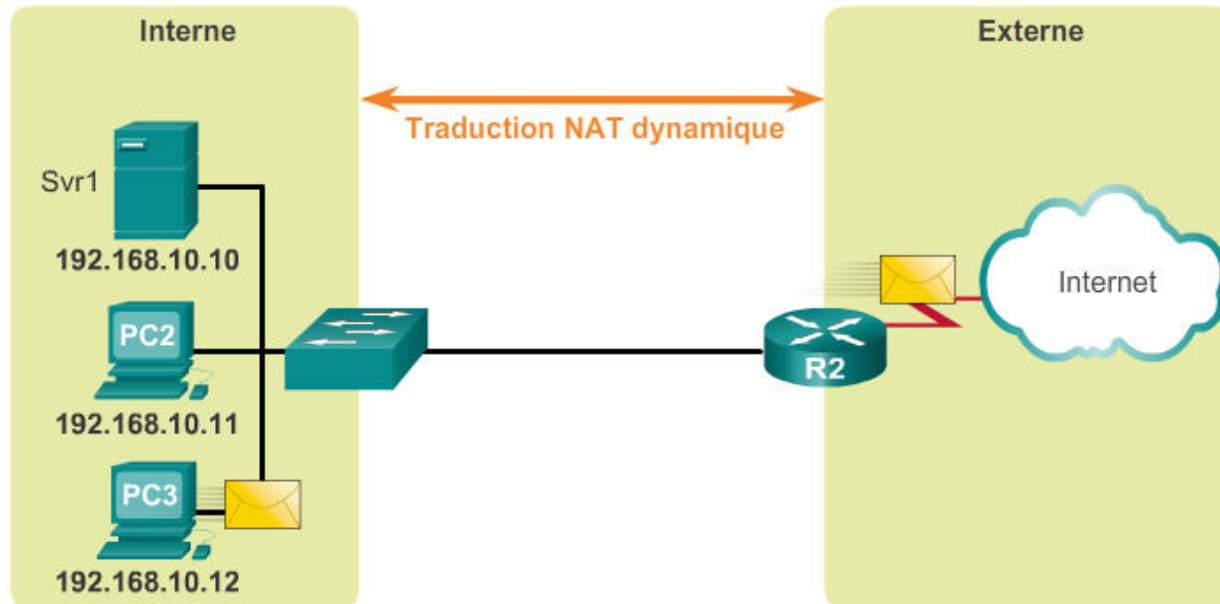 Interne
Externe
Traduction NAT dynamique
Svr1
192.168.10.10
PC2
192.168.10.11
PC3
192.168.10.12
R2
Internet